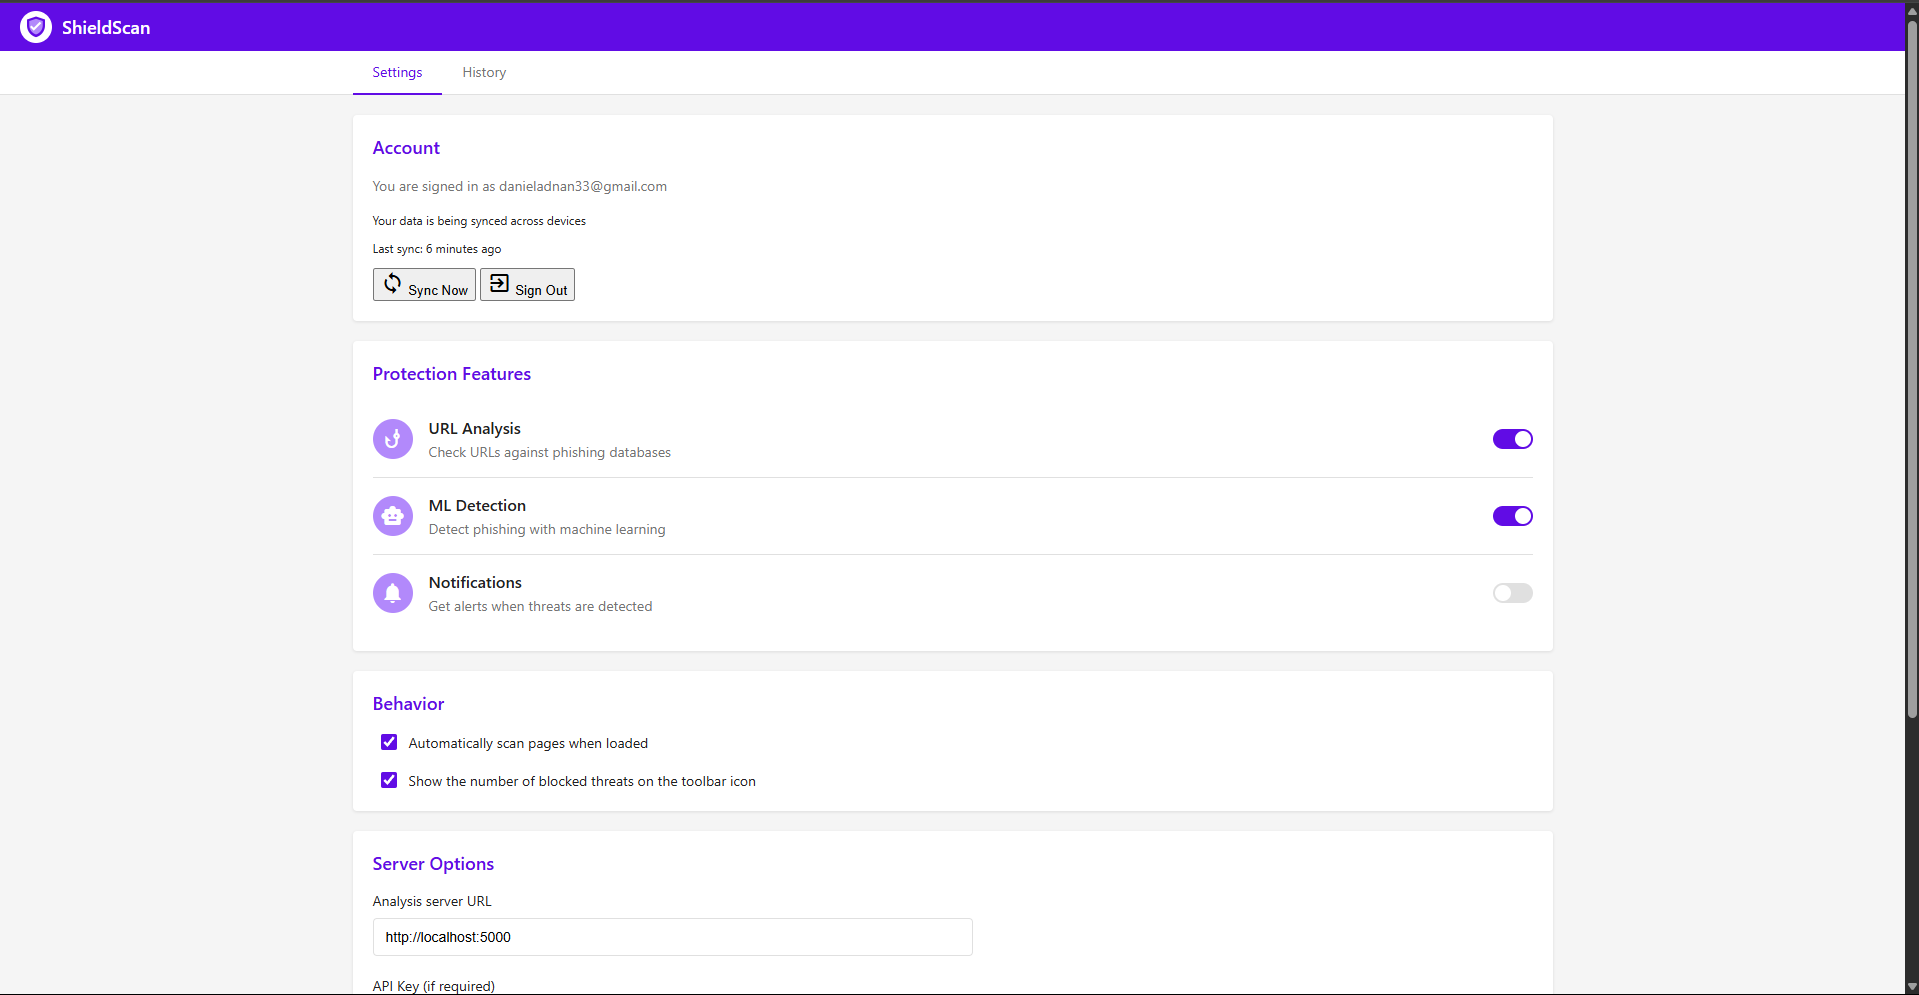 ShieldScan
Settings
History
Account
You are signed in as danieladnan33@gmail.com
Your data is being synced across devices
Last sync: 6 minutes ago
Sync Now
Sign Out
Protection Features
URL Analysis
Check URLs against phishing databases
ML Detection
Detect phishing with machine learning
Notifications
Get alerts when threats are detected
Behavior
Automatically scan pages when loaded
Show the number of blocked threats on the toolbar icon
Server Options
Analysis server URL
http://localhost:5000
API Key (if required)